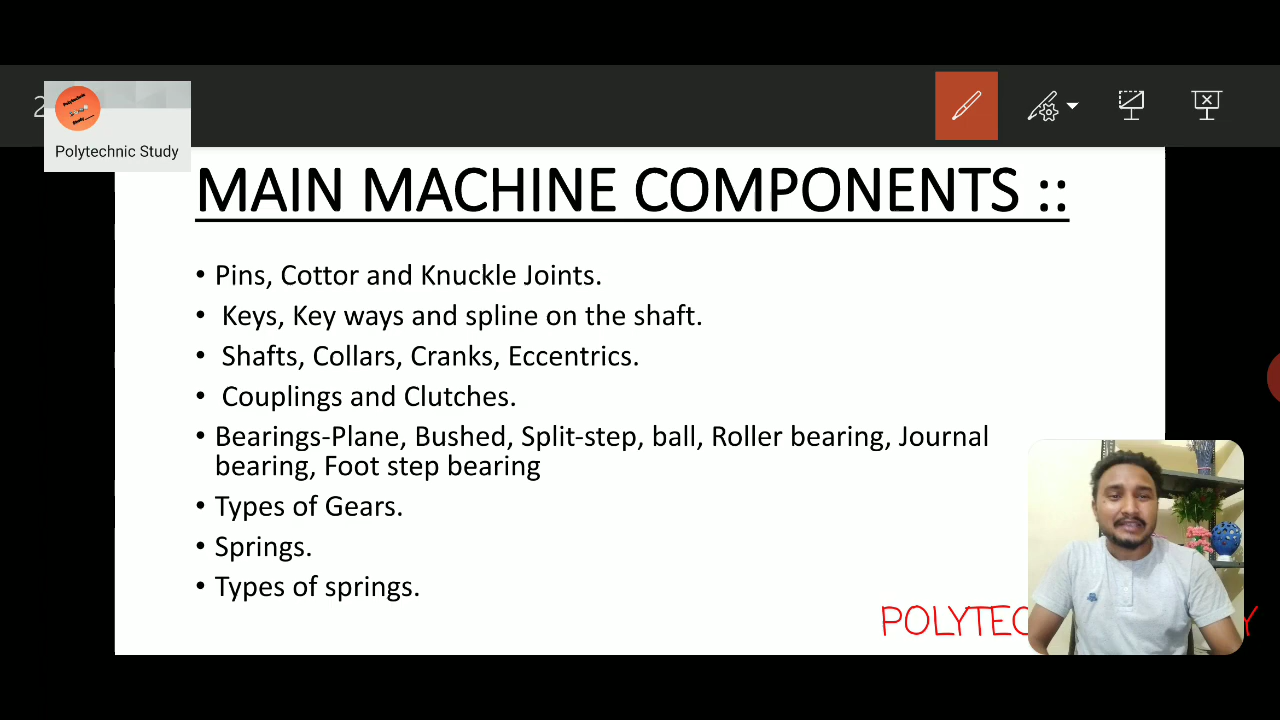 2
Polytechnic Study
MAIN MACHINE COMPONENTS ::
• Pins, Cottor and Knuckle Joints.
• Keys, Key ways and spline on the shaft.
• Shafts, Collars, Cranks, Eccentrics.
• Couplings and Clutches.
• Bearings-Plane, Bushed, Split-step, ball, Roller bearing, Journal
bearing, Foot step bearing
• Types of Gears.
• Springs.
• Types of springs.